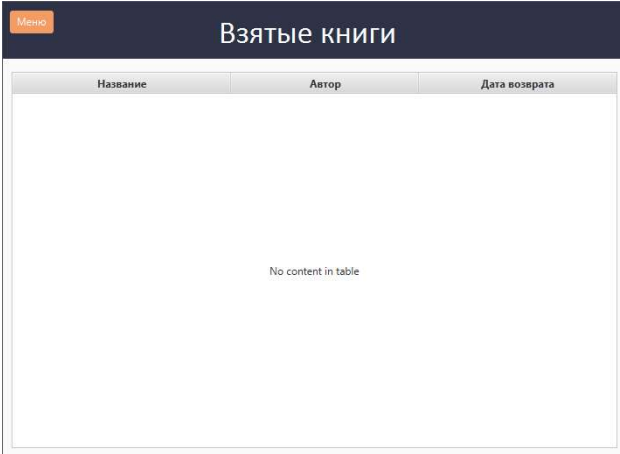 Меню
Взятые книги
Название Автор Дата возврата
No content in table